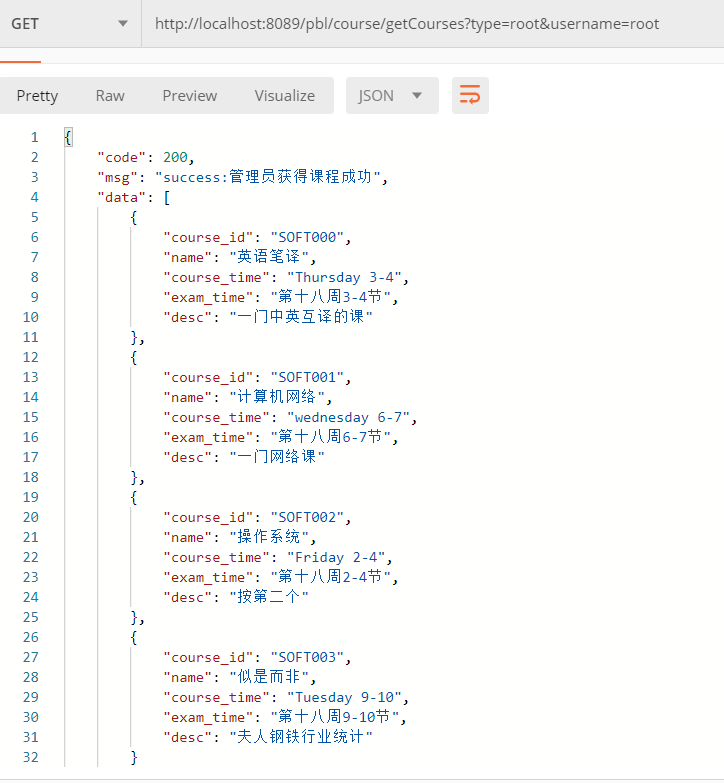 GET http://localhost:8089/pbl/course/getCourses?type=root&username=root
Pretty Raw Preview Visualize JSON
1 {
2 "code": 200,
3 "msg": "success:管理员获得课程成功",
4 "data": [
5 {
6 "course_id": "SOFT000",
7 "name": "英语笔译",
8 "course_time": "Thursday 3-4",
9 "exam_time": "第十八周3-4节",
10 "desc": "一门中英互译的课"
11 },
12 {
13 "course_id": "SOFT001",
14 "name": "计算机网络",
15 "course_time": "wednesday 6-7",
16 "exam_time": "第十八周6-7节",
17 "desc": "一门网络课"
18 },
19 {
20 "course_id": "SOFT002",
21 "name": "操作系统",
22 "course_time": "Friday 2-4",
23 "exam_time": "第十八周2-4节",
24 "desc": "按第二个"
25 },
26 {
27 "course_id": "SOFT003",
28 "name": "似是而非",
29 "course_time": "Tuesday 9-10",
30 "exam_time": "第十八周9-10节",
31 "desc": "夫人钢铁行业统计"
32 }